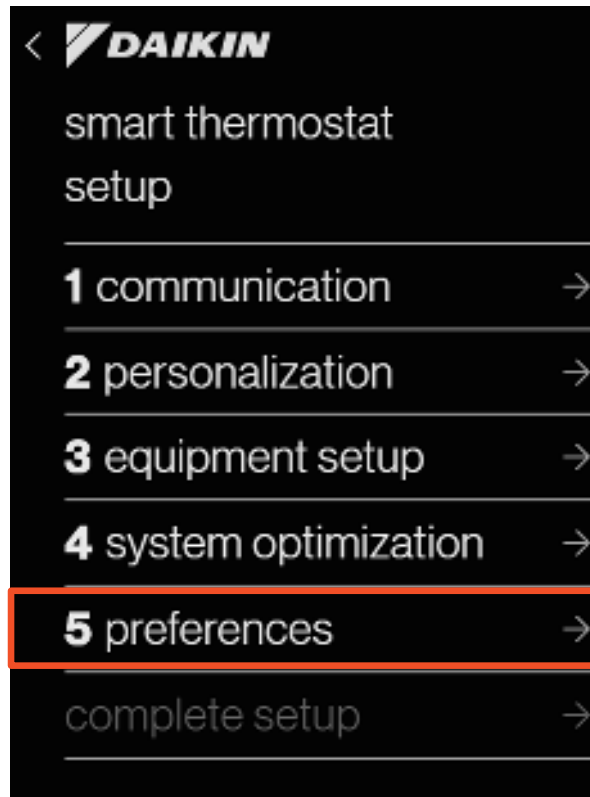 DAIKIN
smart thermostat
setup
1 communication
2 personalization
3 equipment setup
4 system optimization
5 preferences
complete setup